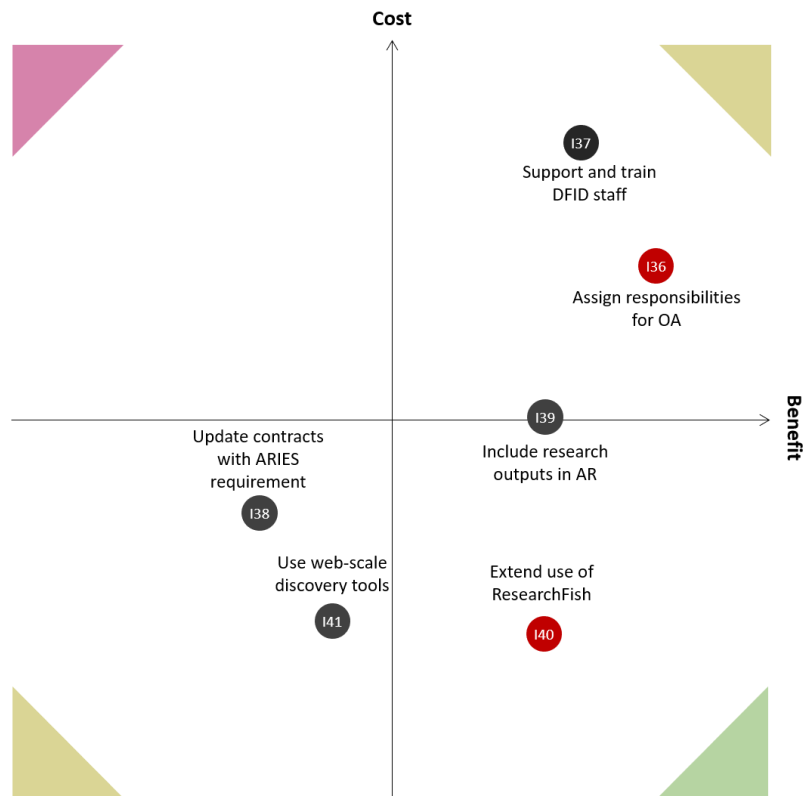 Cost
I37
Support and train
DFID staff
I36
Assign responsibilities
for OA
Benefit
I39
Include research
outputs in AR
Update contracts
with ARIES
requirement
I38
Use web-scale
discovery tools
I41
Extend use of
ResearchFish
I40